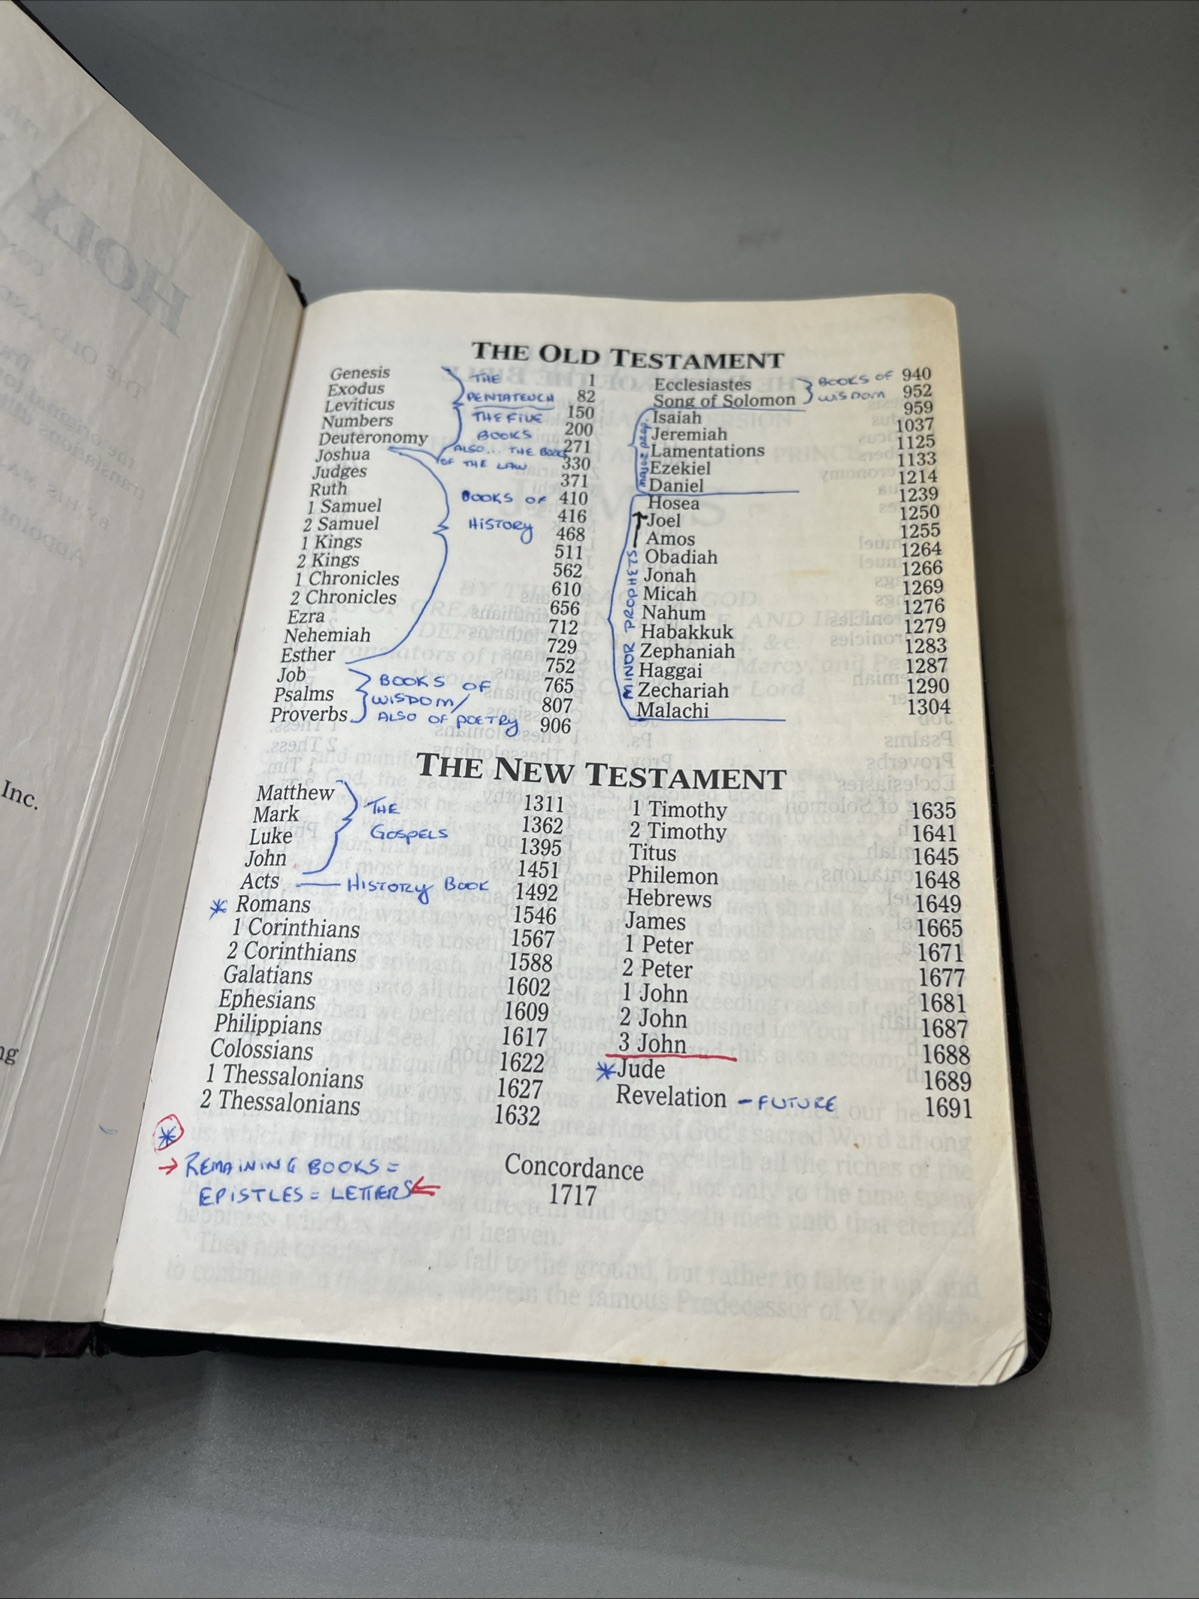 HOLY
Inc.
THE OLD TESTAMENT
Genesis 1
Exodus 82
Leviticus 150
Numbers 200
Deuteronomy 271
Joshua 330
Judges 371
Ruth 410
1 Samuel 416
2 Samuel 468
1 Kings 511
2 Kings 562
1 Chronicles 610
2 Chronicles 656
Ezra 712
Nehemiah 729
Esther 752
Job 765
Psalms 807
Proverbs 906
THE
PENTATEUCH
THE FIVE
BOOKS
ALSO... THE BOOK
OF THE LAW
BOOKS OF
HISTORY
BOOKS OF
WISDOM/
ALSO OF POETRY
Ecclesiastes 940
Song of Solomon 952
Isaiah 959
Jeremiah 1037
Lamentations 1125
Ezekiel 1133
Daniel 1214
Hosea 1239
Joel 1250
Amos 1255
Obadiah 1264
Jonah 1266
Micah 1269
Nahum 1276
Habakkuk 1279
Zephaniah 1283
Haggai 1287
Zechariah 1290
Malachi 1304
BOOKS OF
WISDOM
major prop.
MINOR PROPHETS
THE NEW TESTAMENT
Matthew 1311
Mark 1362
Luke 1395
John 1451
Acts 1492
* Romans 1546
1 Corinthians 1567
2 Corinthians 1588
Galatians 1602
Ephesians 1609
Philippians 1617
Colossians 1622
1 Thessalonians 1627
2 Thessalonians 1632
THE
GOSPELS
HISTORY BOOK
1 Timothy 1635
2 Timothy 1641
Titus 1645
Philemon 1648
Hebrews 1649
James 1665
1 Peter 1671
2 Peter 1677
1 John 1681
2 John 1687
3 John 1688
* Jude 1689
Revelation - FUTURE 1691
*
→ REMAINING BOOKS =
EPISTLES = LETTERS ←
Concordance
1717